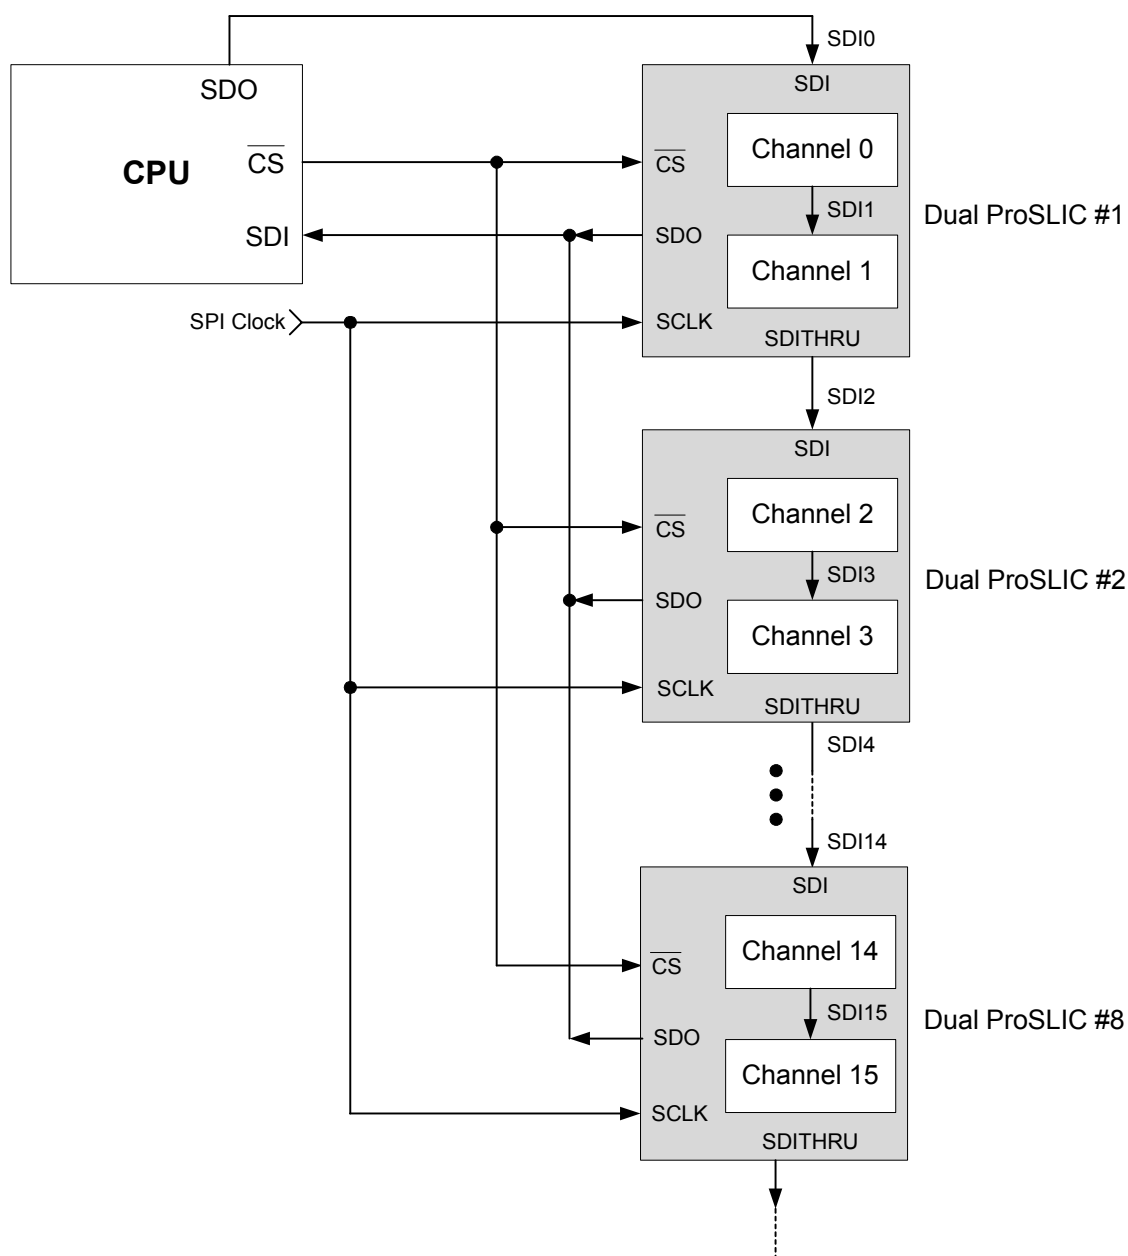 SDI0
SDO
SDI
CPU
CS
Channel 0
CS
SDI1
Dual ProSLIC #1
SDI
SDO
Channel 1
SPI Clock
SCLK
SDITHRU
SDI2
SDI
Channel 2
CS
SDI3
Dual ProSLIC #2
SDO
Channel 3
SCLK
SDITHRU
SDI4
SDI14
SDI
Channel 14
CS
SDI15
Dual ProSLIC #8
SDO
Channel 15
SCLK
SDITHRU